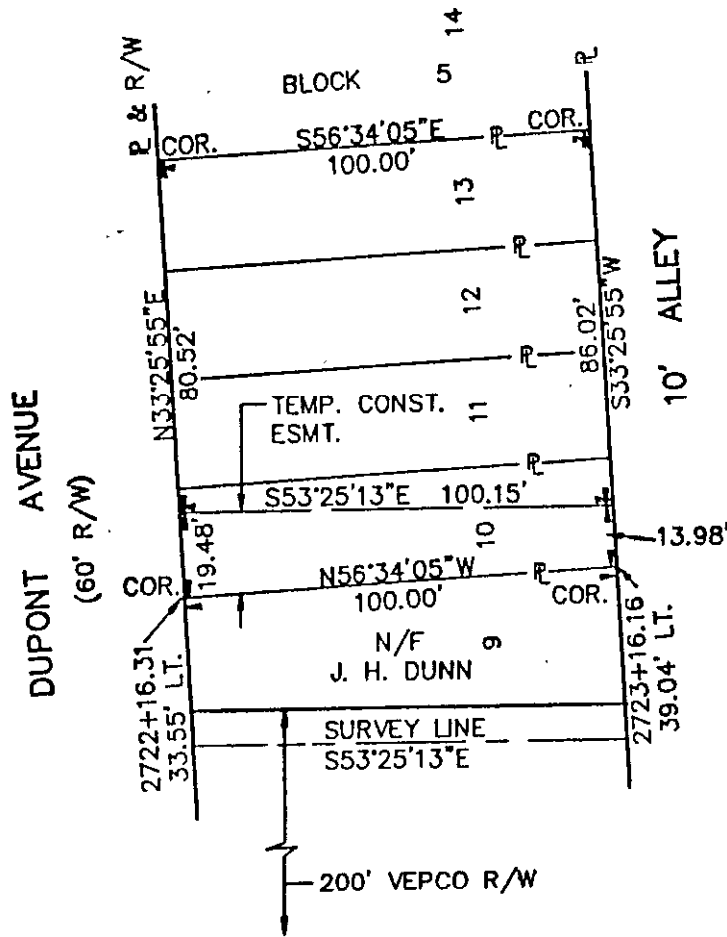 14
BLOCK 5
℄ & R/W
℄
COR.
S56°34'05"E
℄
COR.
100.00'
13
℄
N33°25'55"E
80.52'
12
86.02'
S33°25'55"W
10' ALLEY
℄
DUPONT AVENUE
(60' R/W)
TEMP. CONST.
ESMT.
11
℄
S53°25'13"E 100.15'
19.48'
10
13.98'
COR.
N56°34'05"W
℄
100.00'
COR.
N/F
J. H. DUNN
9
2722+16.31
33.55' LT.
2723+16.16
39.04' LT.
SURVEY LINE
S53°25'13"E
200' VEPCO R/W